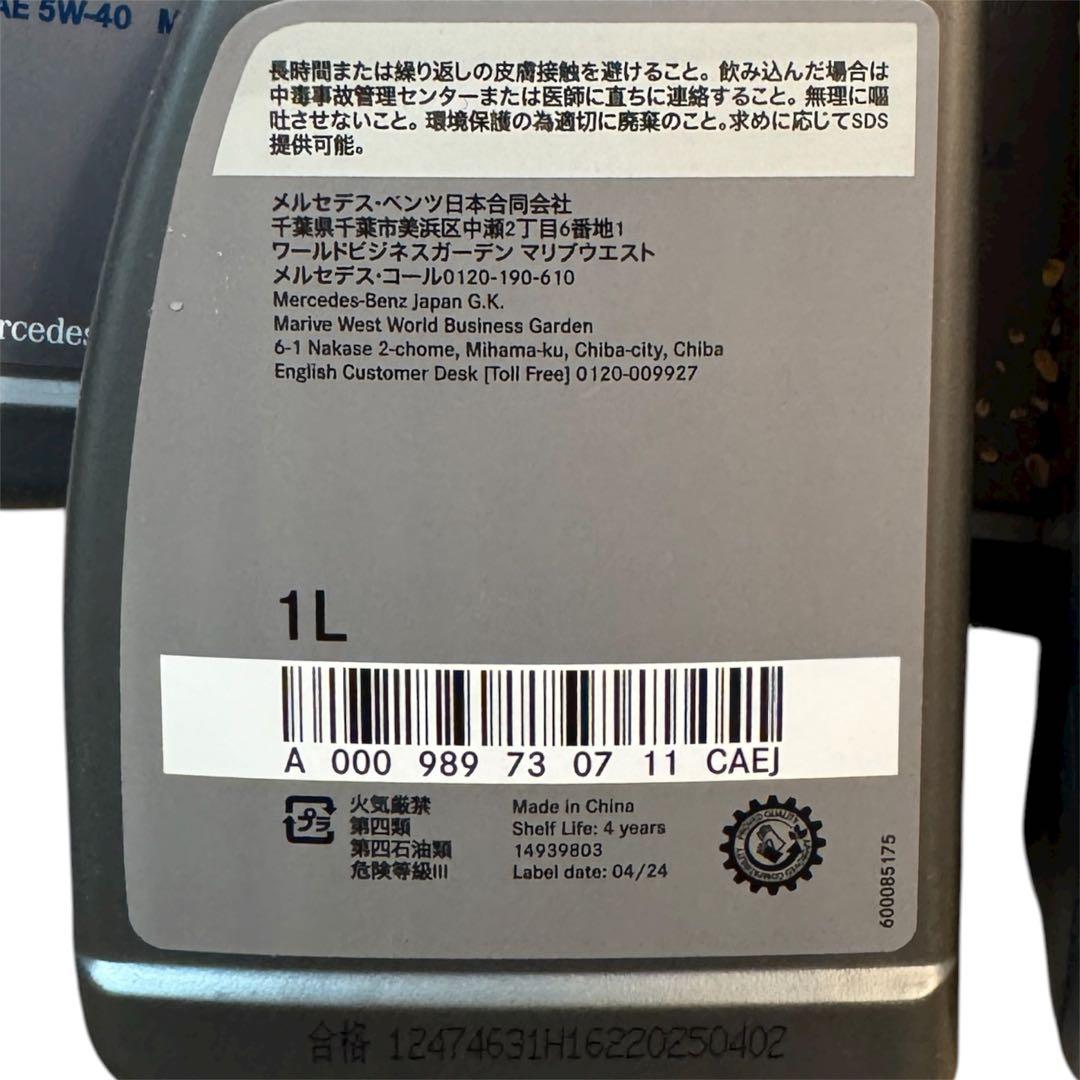 AE 5W-40 M
rcedes
長時間または繰り返しの皮膚接触を避けること。飲み込んだ場合は
中毒事故管理センターまたは医師に直ちに連絡すること。無理に嘔
吐させないこと。環境保護の為適切に廃棄のこと。求めに応じてSDS
提供可能。
メルセデス・ベンツ日本合同会社
千葉県千葉市美浜区中瀬2丁目6番地1
ワールドビジネスガーデン マリブウエスト
メルセデス・コール0120-190-610
Mercedes-Benz Japan G.K.
Marive West World Business Garden
6-1 Nakase 2-chome, Mihama-ku, Chiba-city, Chiba
English Customer Desk [Toll Free] 0120-009927
1L
A 000 989 73 07 11 CAEJ
プラ
火気厳禁
第四類
第四石油類
危険等級III
Made in China
Shelf Life: 4 years
14939803
Label date: 04/24
600085175
合格 12474631H16220250402